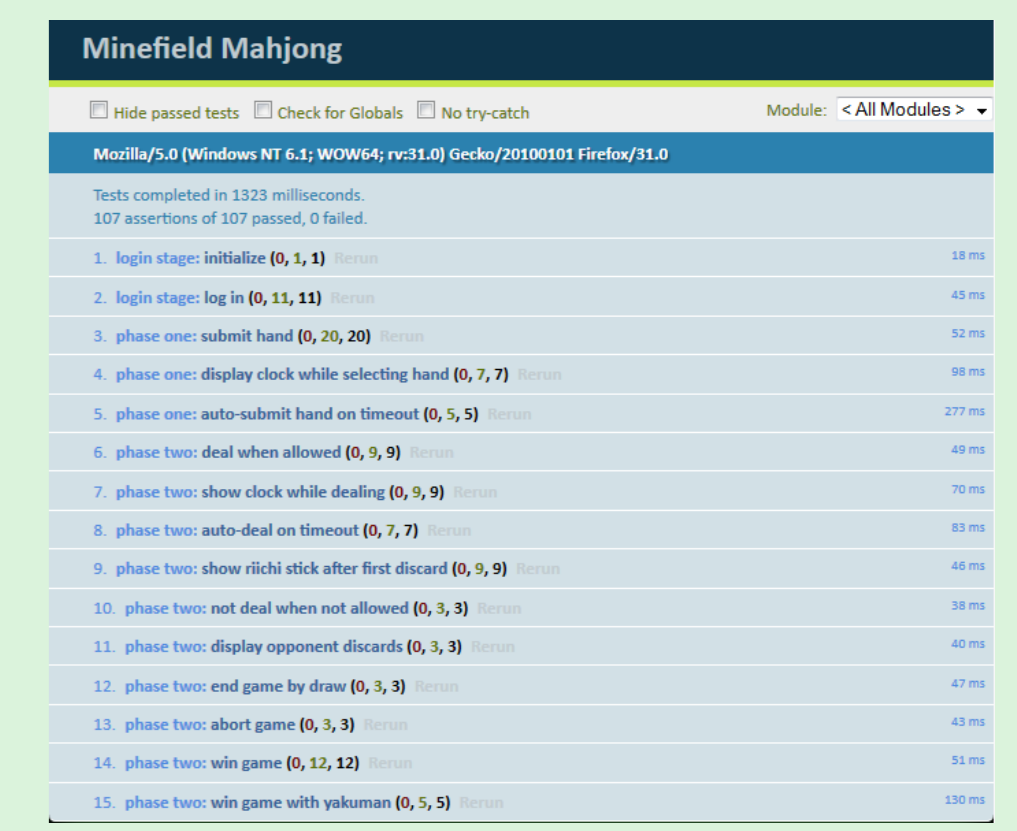 Minefield Mahjong
Hide passed tests Check for Globals No try-catch Module: < All Modules >
Mozilla/5.0 (Windows NT 6.1; WOW64; rv:31.0) Gecko/20100101 Firefox/31.0
Tests completed in 1323 milliseconds.
107 assertions of 107 passed, 0 failed.
1. login stage: initialize (0, 1, 1) Rerun 18 ms
2. login stage: log in (0, 11, 11) Rerun 45 ms
3. phase one: submit hand (0, 20, 20) Rerun 52 ms
4. phase one: display clock while selecting hand (0, 7, 7) Rerun 98 ms
5. phase one: auto-submit hand on timeout (0, 5, 5) Rerun 277 ms
6. phase two: deal when allowed (0, 9, 9) Rerun 49 ms
7. phase two: show clock while dealing (0, 9, 9) Rerun 70 ms
8. phase two: auto-deal on timeout (0, 7, 7) Rerun 83 ms
9. phase two: show riichi stick after first discard (0, 9, 9) Rerun 46 ms
10. phase two: not deal when not allowed (0, 3, 3) Rerun 38 ms
11. phase two: display opponent discards (0, 3, 3) Rerun 40 ms
12. phase two: end game by draw (0, 3, 3) Rerun 47 ms
13. phase two: abort game (0, 3, 3) Rerun 43 ms
14. phase two: win game (0, 12, 12) Rerun 51 ms
15. phase two: win game with yakuman (0, 5, 5) Rerun 130 ms